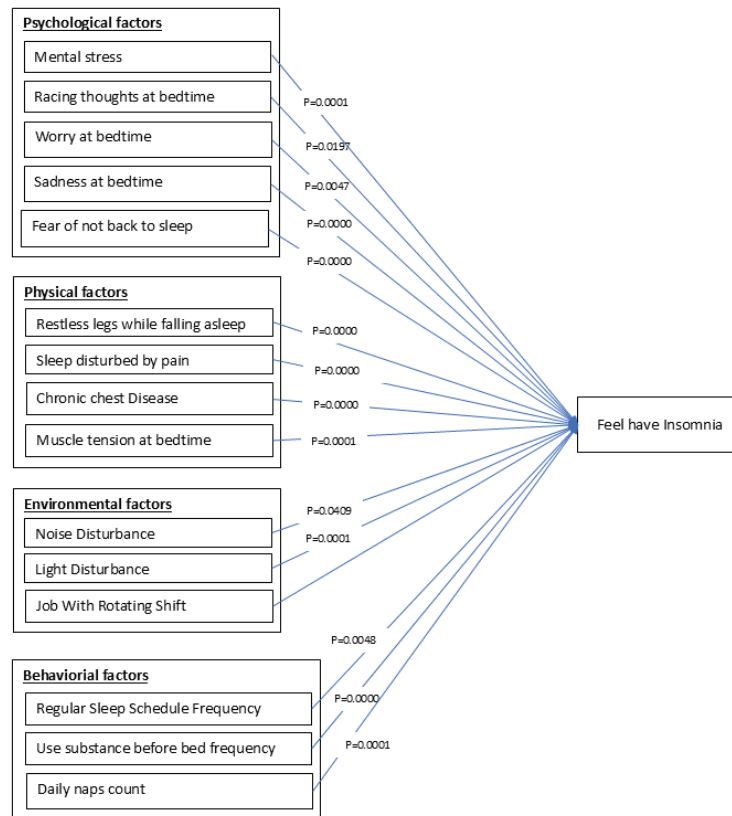 Psychological factors
Mental stress
Racing thoughts at bedtime
Worry at bedtime
Sadness at bedtime
Fear of not back to sleep
P=0.0001
P=0.0197
P=0.0047
P=0.0000
P=0.0000
Physical factors
Restless legs while falling asleep
Sleep disturbed by pain
Chronic chest Disease
Muscle tension at bedtime
P=0.0000
P=0.0000
P=0.0000
P=0.0001
Feel have Insomnia
Environmental factors
Noise Disturbance
Light Disturbance
Job With Rotating Shift
P=0.0409
P=0.0001
Behaviorial factors
Regular Sleep Schedule Frequency
Use substance before bed frequency
Daily naps count
P=0.0048
P=0.0000
P=0.0001